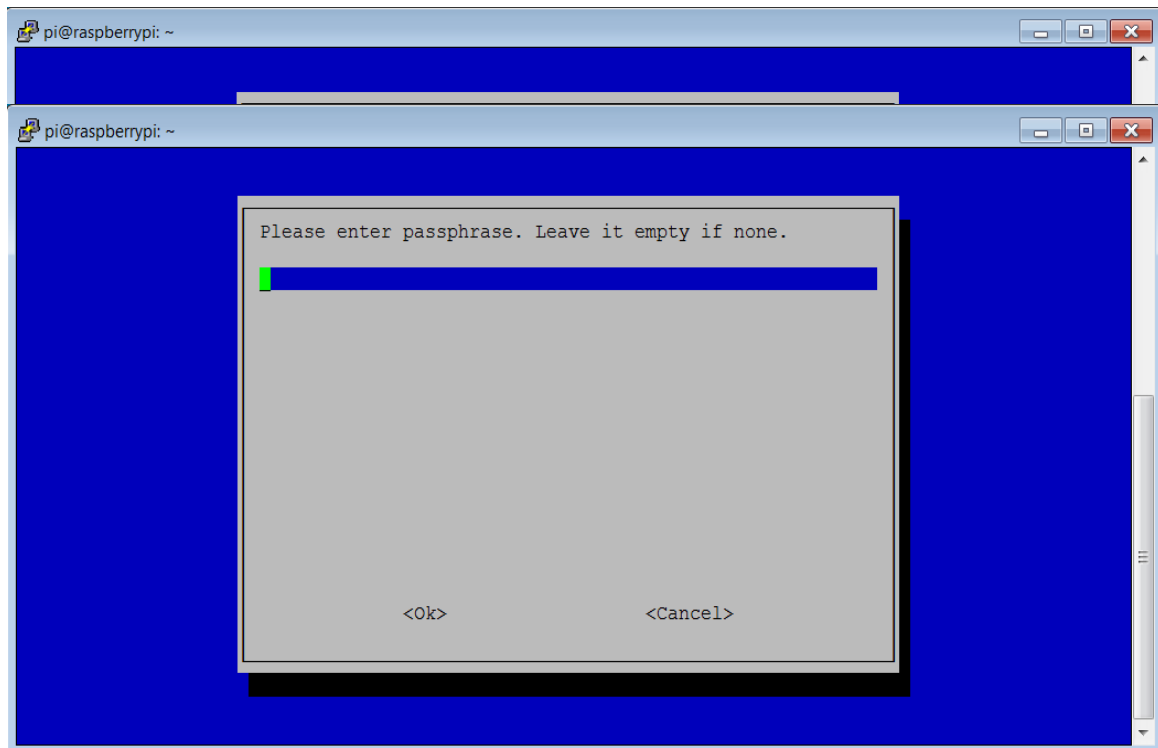 pi@raspberrypi: ~
pi@raspberrypi: ~
Please enter passphrase. Leave it empty if none.
<Ok> <Cancel>